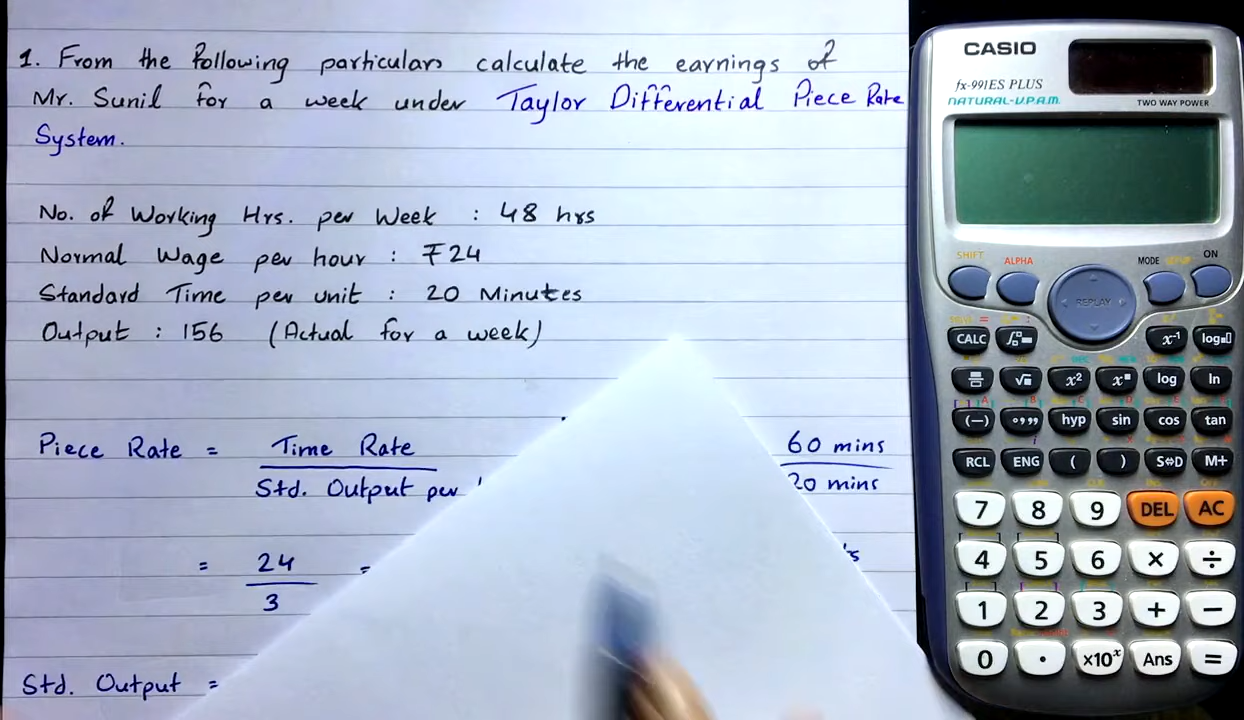 1. From the following particulars calculate the earnings of
Mr. Sunil for a week under Taylor Differential Piece Rate
System.
No. of Working Hrs. per Week : 48 hrs
Normal Wage per hour : ₹24
Standard Time per unit : 20 Minutes
Output : 156 (Actual for a week)
Piece Rate = Time Rate
Std. Output per
60 mins
20 mins
= 24
3
=
Std. Output =
CASIO
fx-991ES PLUS
NATURAL-V.P.A.M.
TWO WAY POWER
SHIFT ALPHA MODE SETUP ON
REPLAY
CALC x⁻¹ log
√ x² log ln
(−) hyp sin cos tan
RCL ENG ( ) S⇔D M+
7 8 9 DEL AC
4 5 6 × ÷
1 2 3 + −
0 . ×10ˣ Ans =